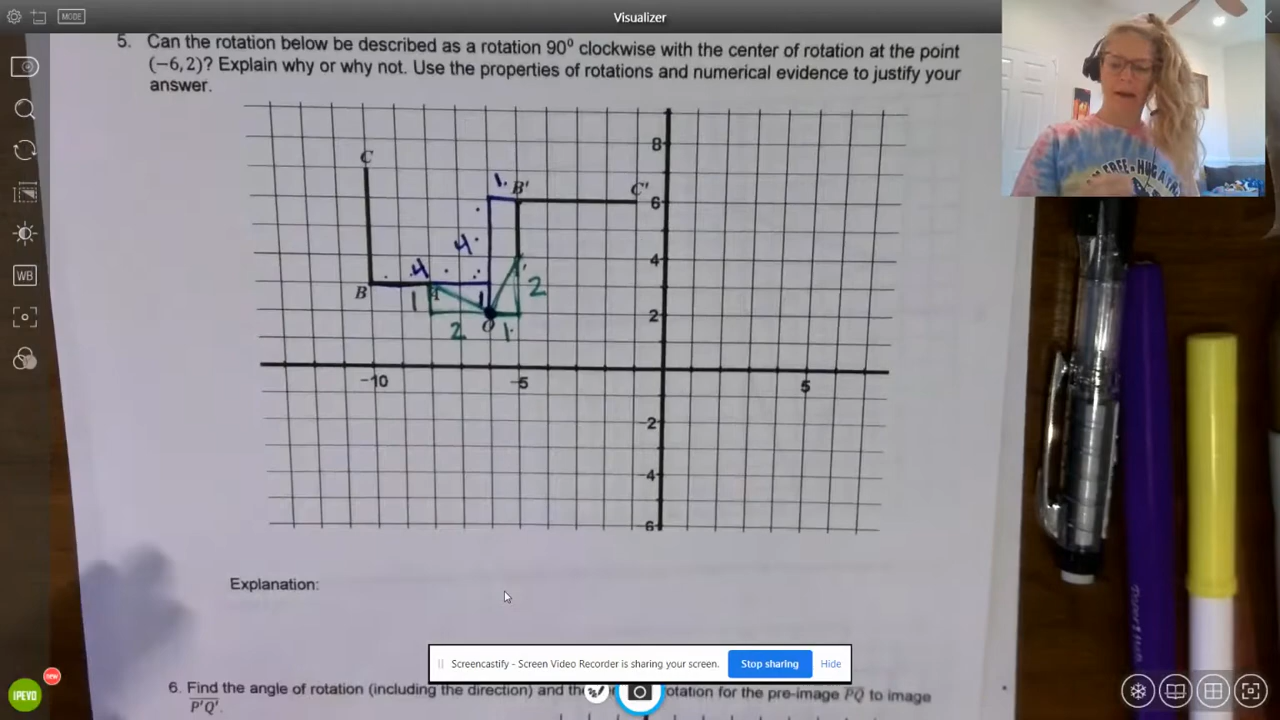 MODE
Visualizer
5. Can the rotation below be described as a rotation 90⁰ clockwise with the center of rotation at the point
(−6, 2)? Explain why or why not. Use the properties of rotations and numerical evidence to justify your
answer.
C
8
1
B'
C'
6
4
4
4
B
1
1
2
O
2
1
2
-10
-5
5
-2
-4
6
Explanation:
Screencastify - Screen Video Recorder is sharing your screen.
Stop sharing
Hide
6. Find the angle of rotation (including the direction) and the
otation for the pre-image PQ to image
P'Q'.
WB
IPEVO
new